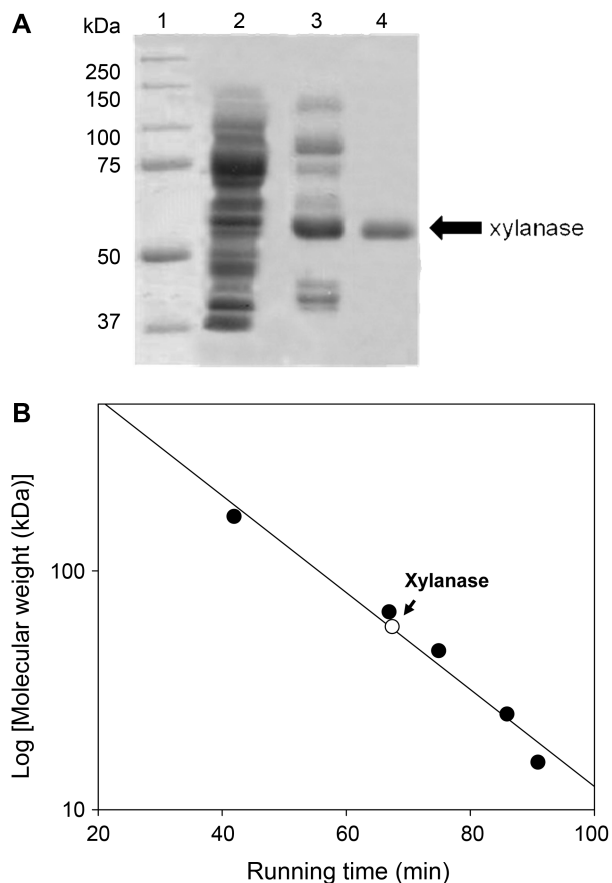 A
kDa 1 2 3 4
250
150
100
75
50
37
xylanase
B
Log [Molecular weight (kDa)]
100
10
Xylanase
20 40 60 80 100
Running time (min)